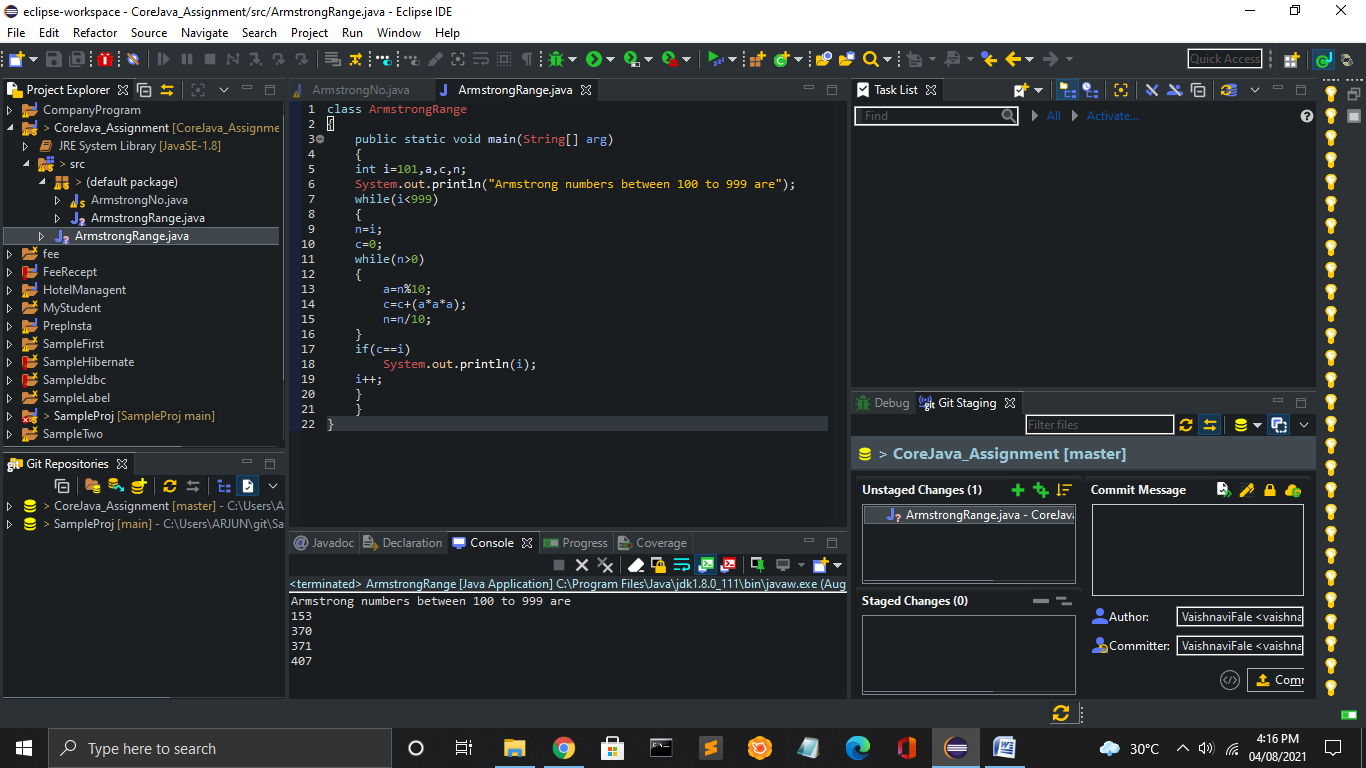 eclipse-workspace - CoreJava_Assignment/src/ArmstrongRange.java - Eclipse IDE
File Edit Refactor Source Navigate Search Project Run Window Help
Quick Access
Project Explorer
CompanyProgram
> CoreJava_Assignment [CoreJava_Assignme
JRE System Library [JavaSE-1.8]
> src
> (default package)
ArmstrongNo.java
ArmstrongRange.java
ArmstrongRange.java
fee
FeeRecept
HotelManagent
MyStudent
PrepInsta
SampleFirst
SampleHibernate
SampleJdbc
SampleLabel
> SampleProj [SampleProj main]
SampleTwo
Git Repositories
> CoreJava_Assignment [master] - C:\Users\A
> SampleProj [main] - C:\Users\ARJUN\git\Sa
ArmstrongNo.java
ArmstrongRange.java
1 class ArmstrongRange
2 {
3 public static void main(String[] arg)
4 {
5 int i=101,a,c,n;
6 System.out.println("Armstrong numbers between 100 to 999 are");
7 while(i<999)
8 {
9 n=i;
10 c=0;
11 while(n>0)
12 {
13 a=n%10;
14 c=c+(a*a*a);
15 n=n/10;
16 }
17 if(c==i)
18 System.out.println(i);
19 i++;
20 }
21 }
22 }
@ Javadoc Declaration Console Progress Coverage
<terminated> ArmstrongRange [Java Application] C:\Program Files\Java\jdk1.8.0_111\bin\javaw.exe (Aug
Armstrong numbers between 100 to 999 are
153
370
371
407
Task List
Find
All
Activate...
Debug
Git Staging
Filter files
> CoreJava_Assignment [master]
Unstaged Changes (1)
ArmstrongRange.java - CoreJava
Staged Changes (0)
Commit Message
Author: VaishnaviFale <vaishna
Committer: VaishnaviFale <vaishna
Com
Type here to search
30°C
4:16 PM
04/08/2021